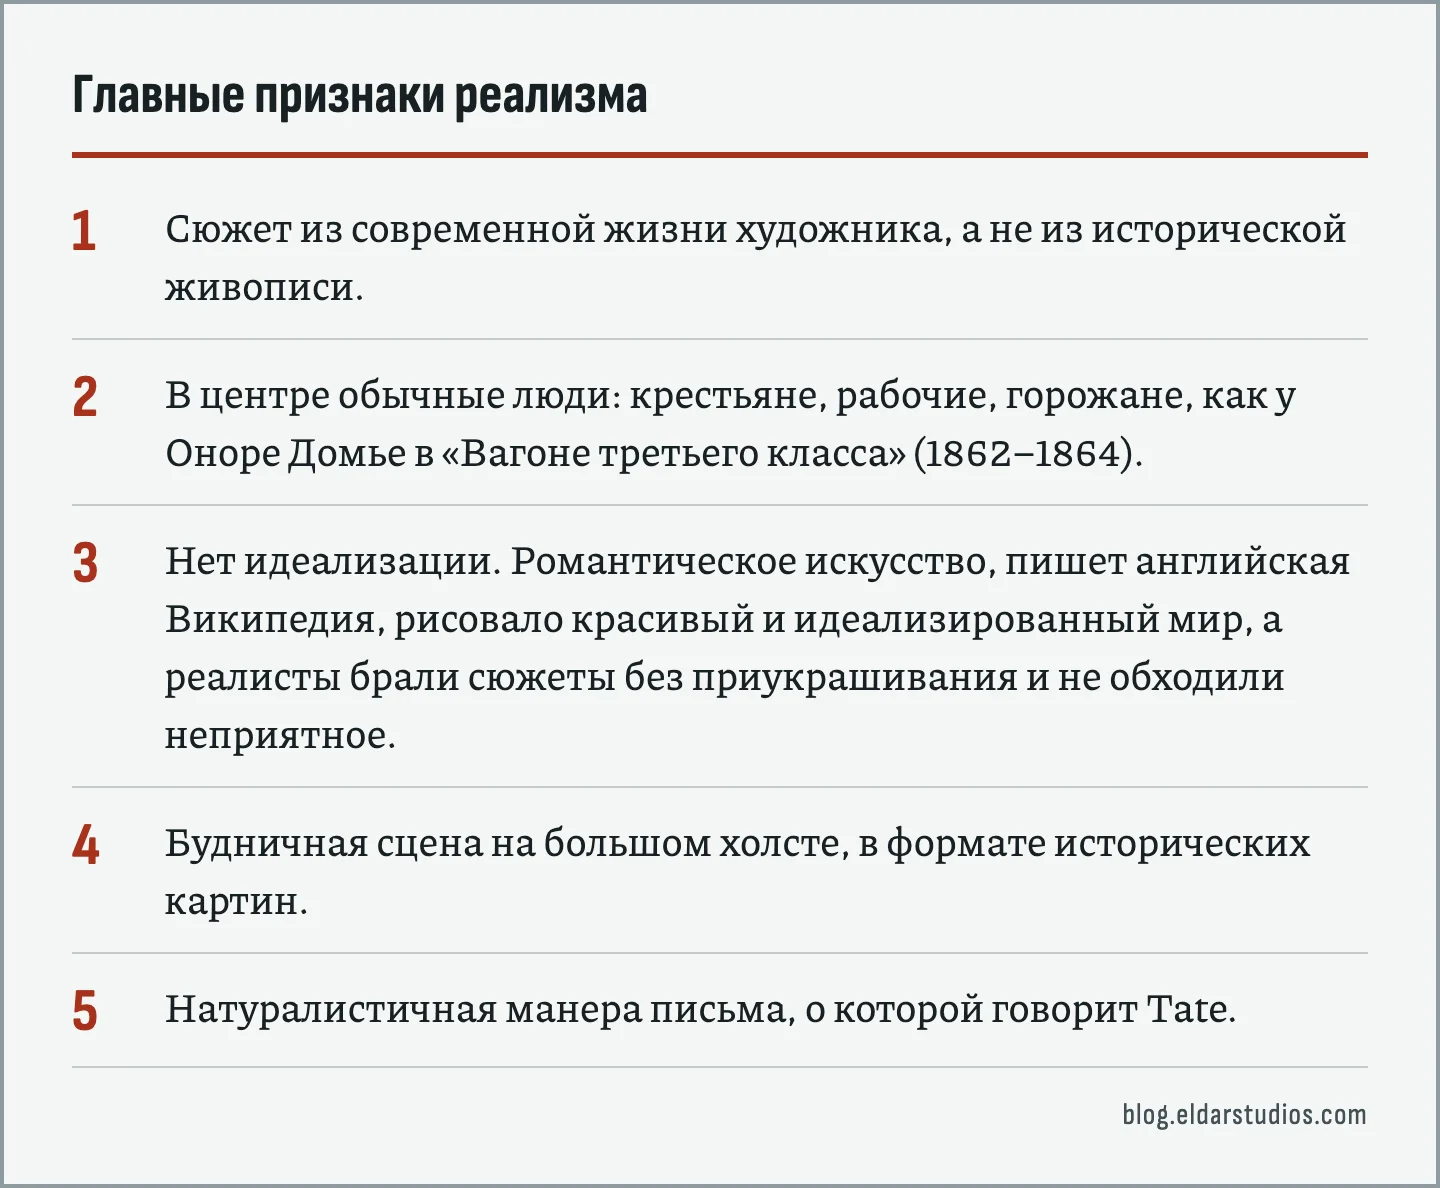 Главные признаки реализма
1 Сюжет из современной жизни художника, а не из исторической
живописи.
2 В центре обычные люди: крестьяне, рабочие, горожане, как у
Оноре Домье в «Вагоне третьего класса» (1862–1864).
3 Нет идеализации. Романтическое искусство, пишет английская
Википедия, рисовало красивый и идеализированный мир, а
реалисты брали сюжеты без приукрашивания и не обходили
неприятное.
4 Будничная сцена на большом холсте, в формате исторических
картин.
5 Натуралистичная манера письма, о которой говорит Tate.
blog.eldarstudios.com